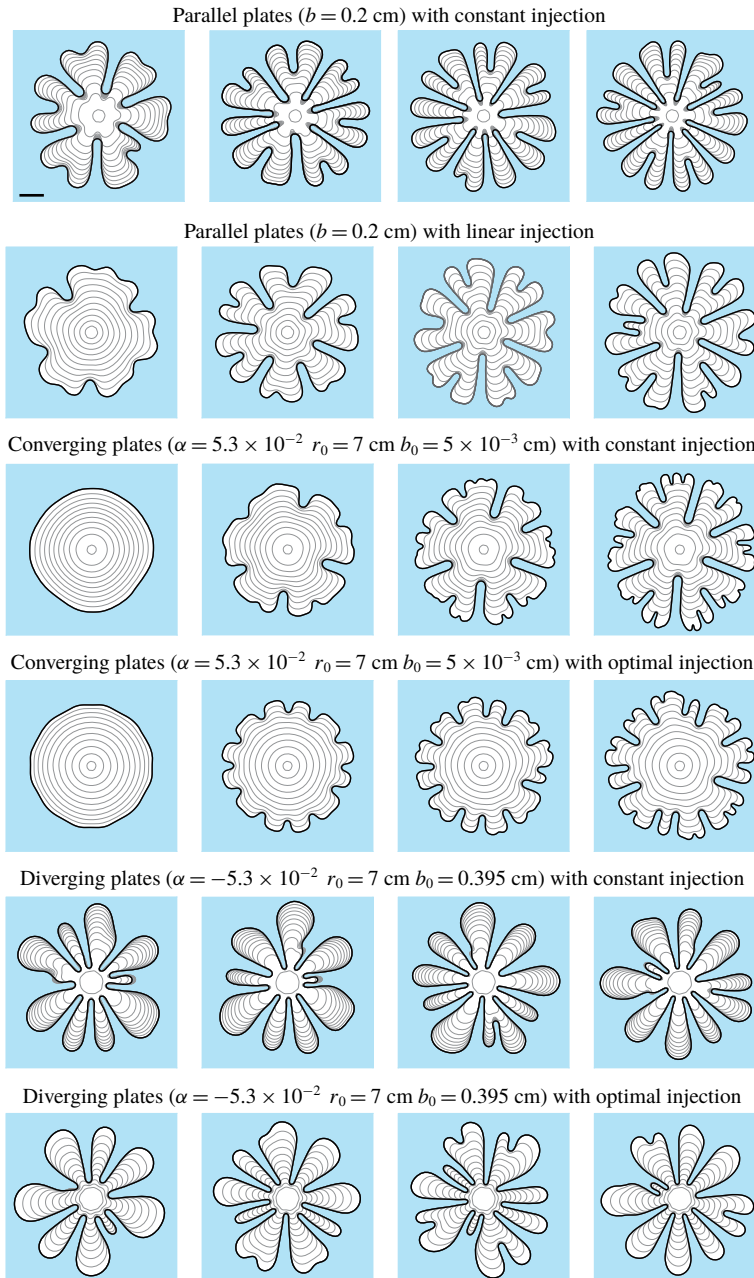 Parallel plates (b = 0.2 cm) with constant injection
Parallel plates (b = 0.2 cm) with linear injection
Converging plates (α = 5.3 × 10⁻² r₀ = 7 cm b₀ = 5 × 10⁻³ cm) with constant injection
Converging plates (α = 5.3 × 10⁻² r₀ = 7 cm b₀ = 5 × 10⁻³ cm) with optimal injection
Diverging plates (α = −5.3 × 10⁻² r₀ = 7 cm b₀ = 0.395 cm) with constant injection
Diverging plates (α = −5.3 × 10⁻² r₀ = 7 cm b₀ = 0.395 cm) with optimal injection